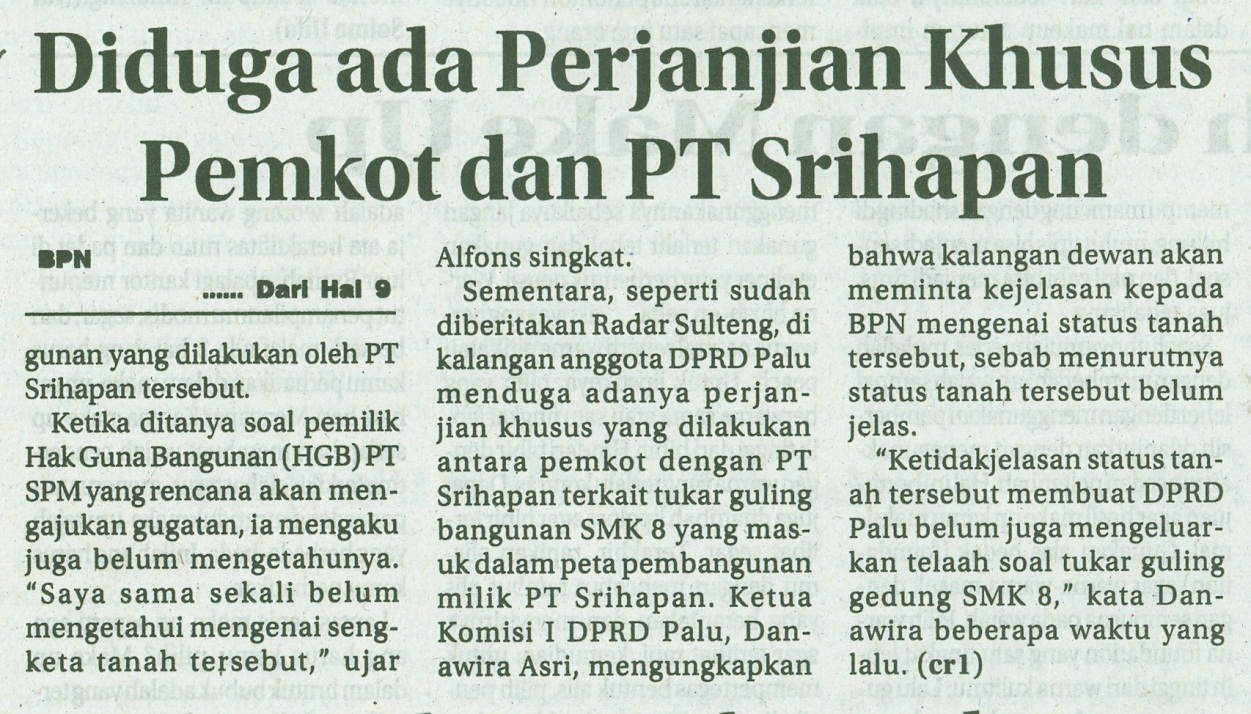 Diduga ada Perjanjian Khusus
Pemkot dan PT Srihapan
BPN
...... Dari Hal 9
gunan yang dilakukan oleh PT
Srihapan tersebut.
Ketika ditanya soal pemilik
Hak Guna Bangunan (HGB) PT
SPM yang rencana akan men-
gajukan gugatan, ia mengaku
juga belum mengetahunya.
“Saya sama sekali belum
mengetahui mengenai seng-
keta tanah tersebut,” ujar
Alfons singkat.
Sementara, seperti sudah
diberitakan Radar Sulteng, di
kalangan anggota DPRD Palu
menduga adanya perjan-
jian khusus yang dilakukan
antara pemkot dengan PT
Srihapan terkait tukar guling
bangunan SMK 8 yang mas-
uk dalam peta pembangunan
milik PT Srihapan. Ketua
Komisi I DPRD Palu, Dan-
awira Asri, mengungkapkan
bahwa kalangan dewan akan
meminta kejelasan kepada
BPN mengenai status tanah
tersebut, sebab menurutnya
status tanah tersebut belum
jelas.
“Ketidakjelasan status tan-
ah tersebut membuat DPRD
Palu belum juga mengeluar-
kan telaah soal tukar guling
gedung SMK 8,” kata Dan-
awira beberapa waktu yang
lalu. (cr1)